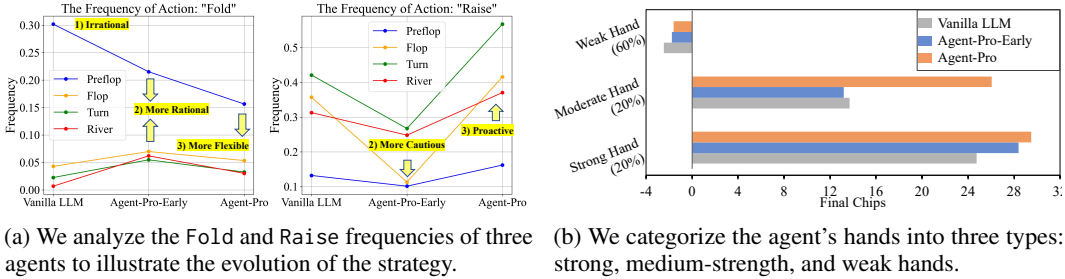 The Frequency of Action: "Fold"
Frequency
0.30
0.25
0.20
0.15
0.10
0.05
0.00
1) Irrational
Preflop
Flop
Turn
River
2) More Rational
3) More Flexible
Vanilla LLM
Agent-Pro-Early
Agent-Pro
The Frequency of Action: "Raise"
Frequency
0.5
0.4
0.3
0.2
0.1
Preflop
Flop
Turn
River
2) More Cautious
3) Proactive
Vanilla LLM
Agent-Pro-Early
Agent-Pro
Weak Hand
(60%)
Moderate Hand
(20%)
Strong Hand
(20%)
Vanilla LLM
Agent-Pro-Early
Agent-Pro
-4 0 4 8 12 16 20 24 28 32
Final Chips
(a) We analyze the Fold and Raise frequencies of three
agents to illustrate the evolution of the strategy.
(b) We categorize the agent's hands into three types:
strong, medium-strength, and weak hands.